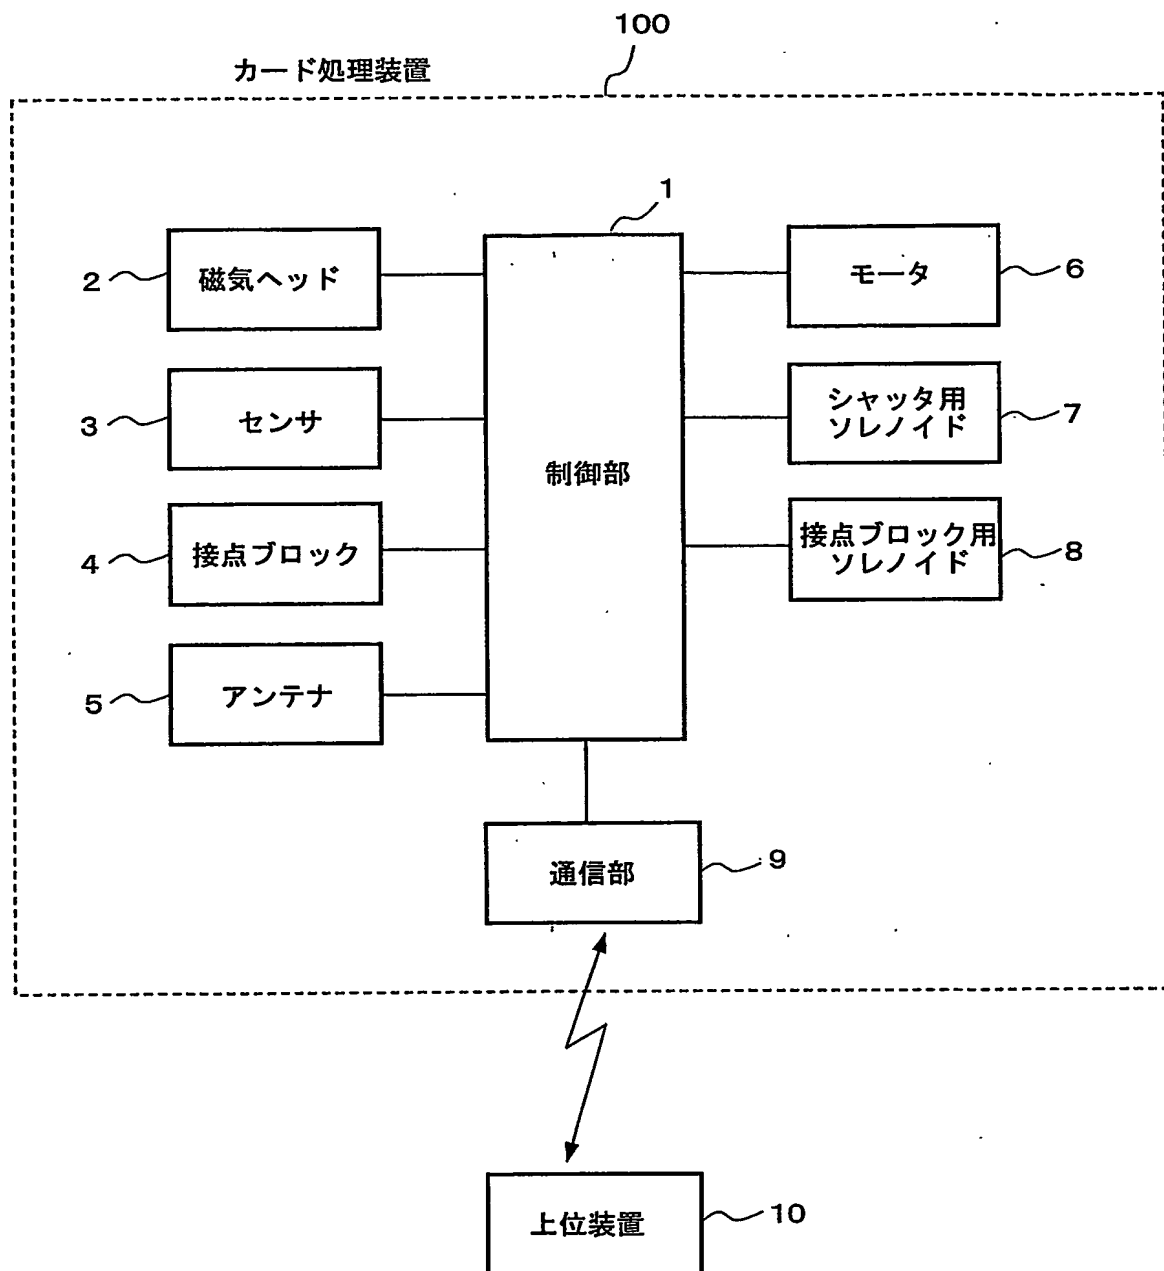 100
カード処理装置
1
2
磁気ヘッド
モータ
6
3
センサ
シャッタ用
ソレノイド
7
制御部
4
接点ブロック
接点ブロック用
ソレノイド
8
5
アンテナ
通信部
9
上位装置
10